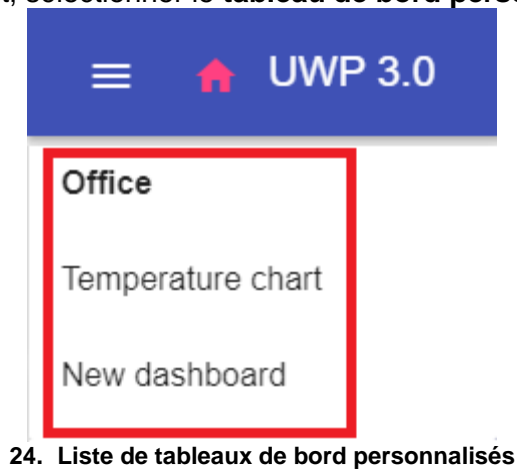 t, sélectionner le tableau de bord perso
UWP 3.0
Office
Temperature chart
New dashboard
24. Liste de tableaux de bord personnalisés